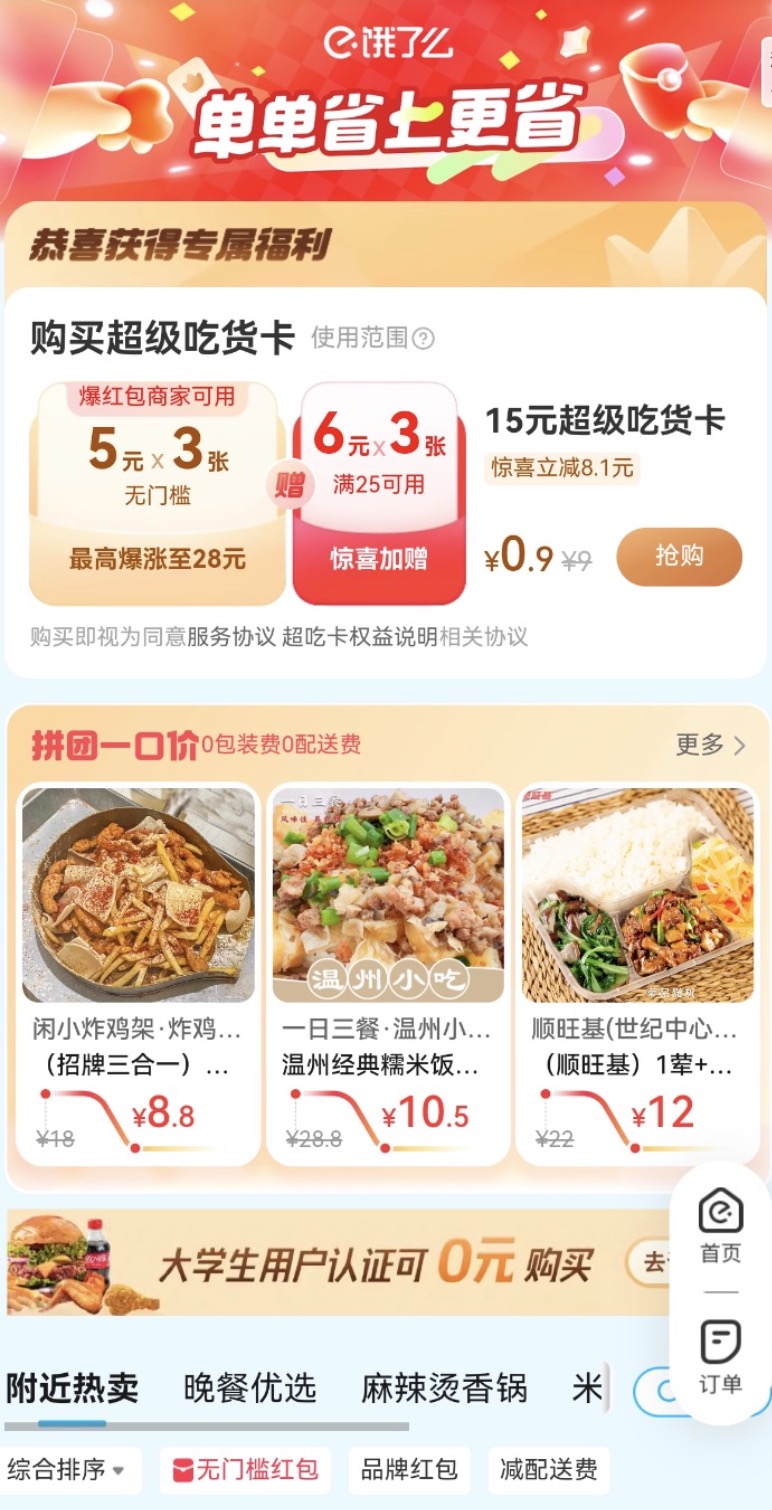 饿了么
单单省上更省
恭喜获得专属福利
购买超级吃货卡 使用范围?
爆红包商家可用
5元x3张
无门槛
最高爆涨至28元
赠
6元x3张
满25可用
惊喜加赠
15元超级吃货卡
惊喜立减8.1元
¥0.9 ¥9 抢购
购买即视为同意服务协议 超吃卡权益说明相关协议
拼团一口价0包装费0配送费 更多
一日三餐
温州小吃
闲小炸鸡架·炸鸡...
（招牌三合一）...
¥18 ¥8.8
一日三餐·温州小...
温州经典糯米饭...
¥28.8 ¥10.5
顺旺基(世纪中心...
（顺旺基）1荤+...
¥22 ¥12
大学生用户认证可0元购买 去
首页
订单
附近热卖 晚餐优选 麻辣烫香锅 米
综合排序 无门槛红包 品牌红包 减配送费